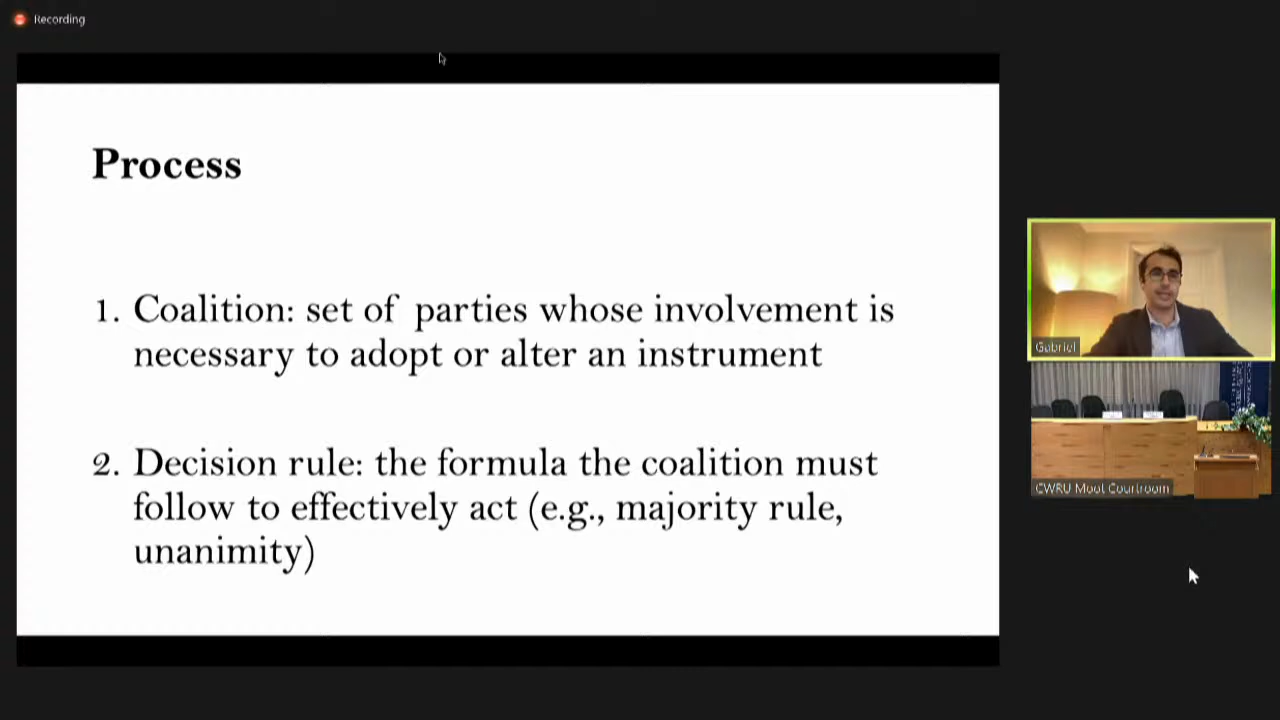 Recording
Process
1. Coalition: set of parties whose involvement is
necessary to adopt or alter an instrument
2. Decision rule: the formula the coalition must
follow to effectively act (e.g., majority rule,
unanimity)
Gabriel
CWRU Moot Courtroom